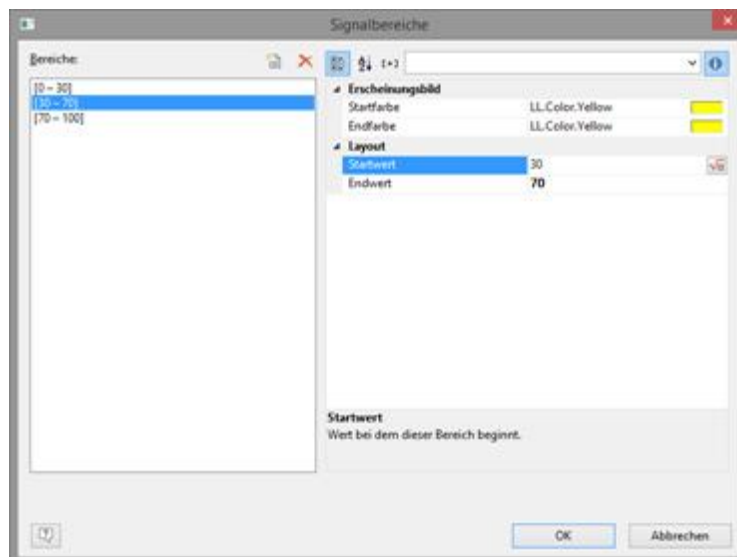 Signalbereiche
Bereiche:
[0 – 30]
[30 – 70]
[70 – 100]
Erscheinungsbild
Startfarbe LL.Color.Yellow
Endfarbe LL.Color.Yellow
Layout
Startwert 30
Endwert 70
Startwert
Wert bei dem dieser Bereich beginnt.
OK Abbrechen